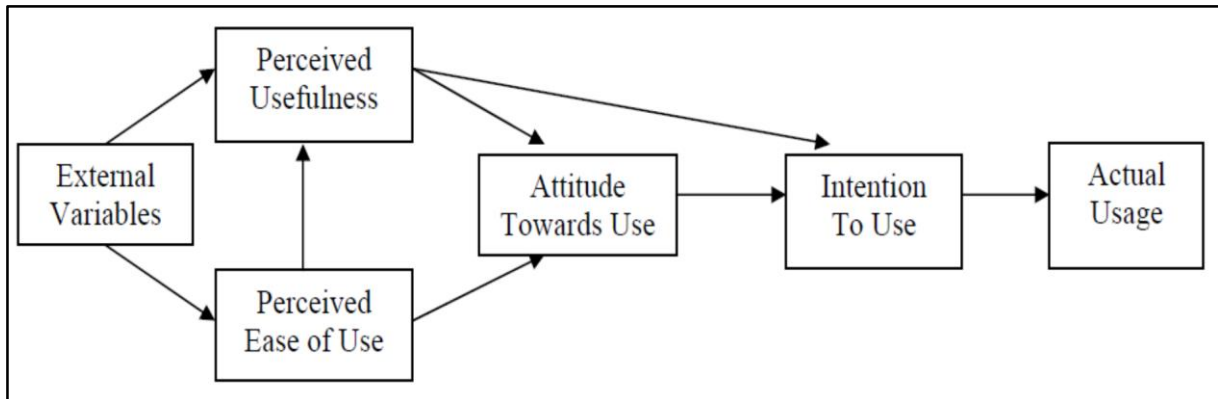 Perceived
Usefulness
External
Variables
Perceived
Ease of Use
Attitude
Towards Use
Intention
To Use
Actual
Usage